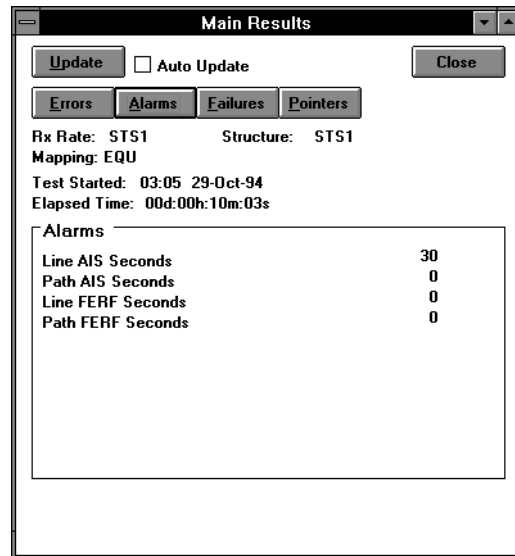 Main Results
Update Auto Update Close
Errors Alarms Failures Pointers
Rx Rate: STS1 Structure: STS1
Mapping: EQU
Test Started: 03:05 29-Oct-94
Elapsed Time: 00d:00h:10m:03s
Alarms
Line AIS Seconds 30
Path AIS Seconds 0
Line FERF Seconds 0
Path FERF Seconds 0